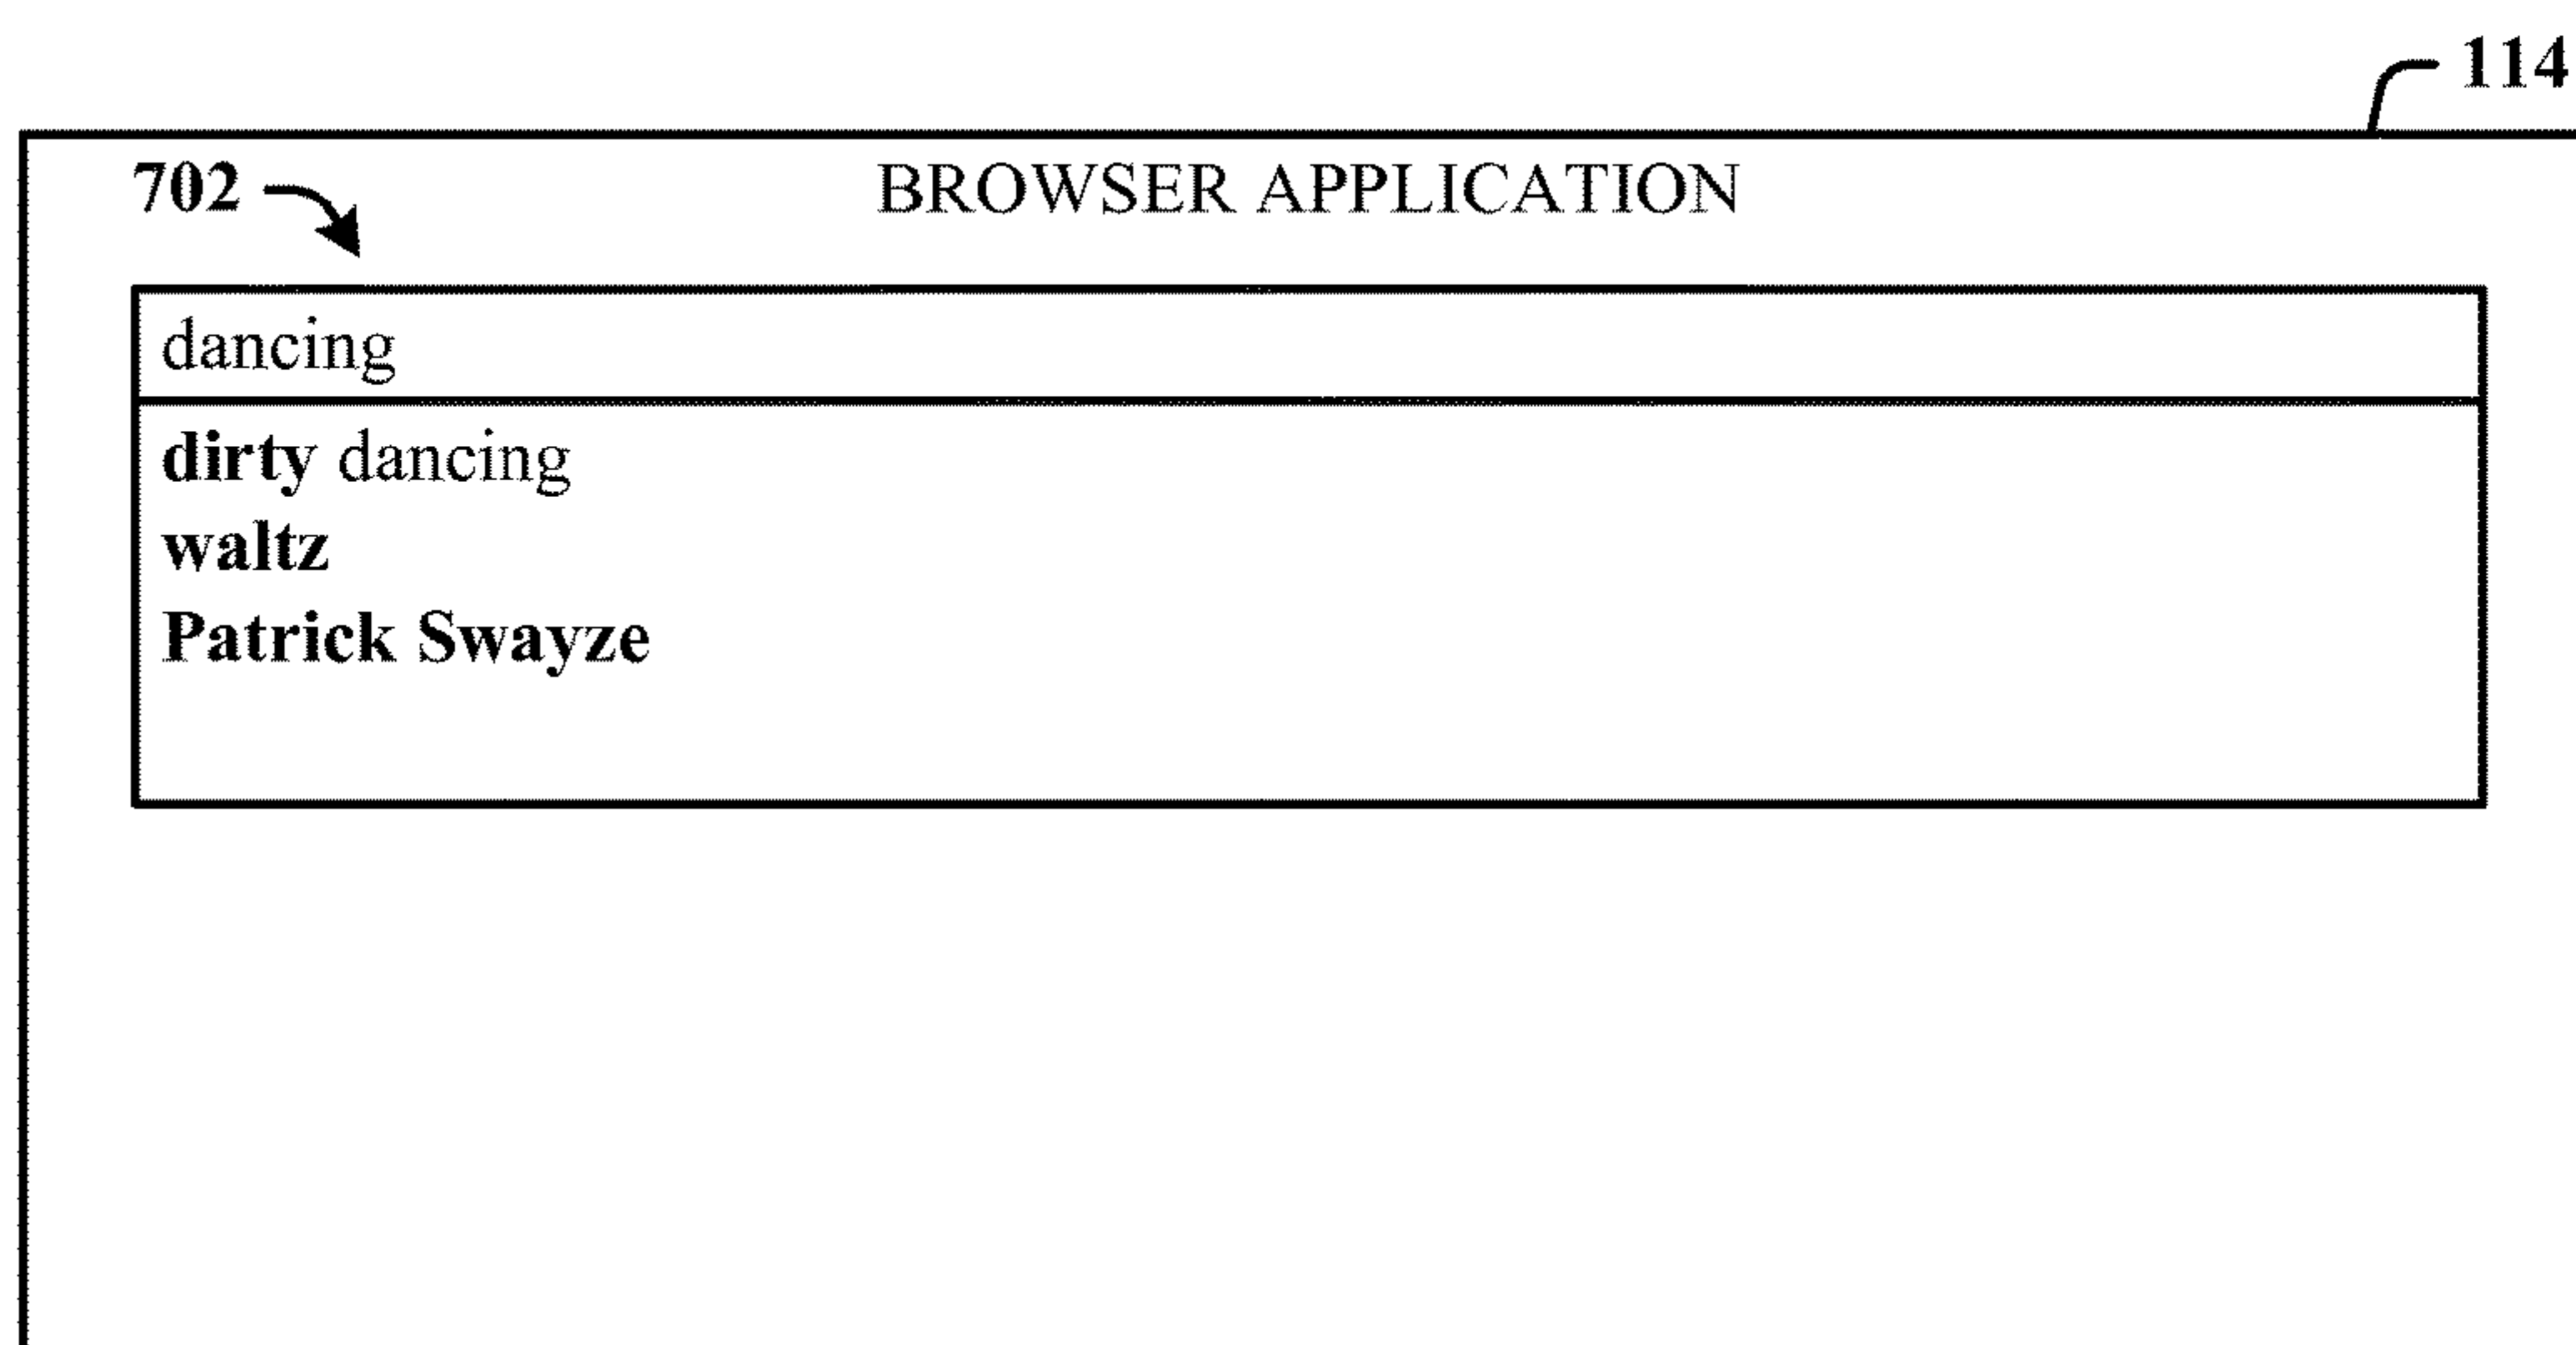 114
702 BROWSER APPLICATION
dancing
dirty dancing
waltz
Patrick Swayze